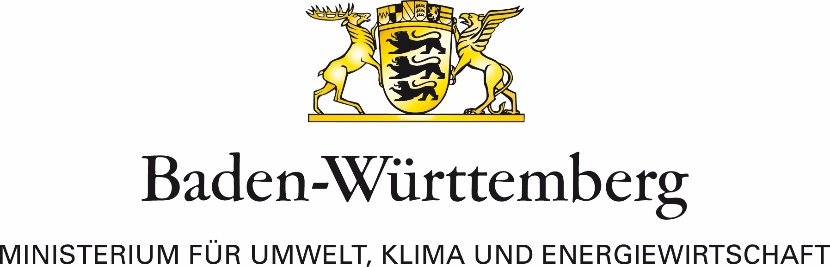 Baden-Württemberg
MINISTERIUM FÜR UMWELT, KLIMA UND ENERGIEWIRTSCHAFT